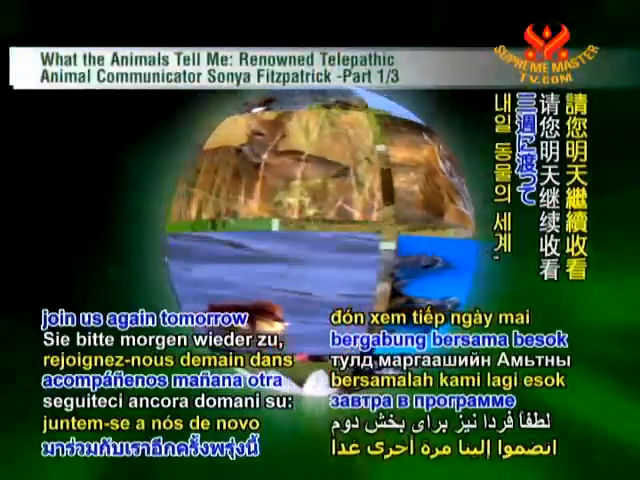 What the Animals Tell Me: Renowned Telepathic
Animal Communicator Sonya Fitzpatrick -Part 1/3
SUPREME MASTER
TV.COM
請您明天繼續收看
请您明天继续收看
三週に渡って
내일 동물의 세계
join us again tomorrow
Sie bitte morgen wieder zu,
rejoignez-nous demain dans
acompáñenos mañana otra
seguiteci ancora domani su:
juntem-se a nós de novo
มาร่วมกับเราอีกครั้งพรุ่งนี้
đón xem tiếp ngày mai
bergabung bersama besok
тулд маргаашийн Амьтны
bersamalah kami lagi esok
завтра в программе
لطفاً فردا نیز برای بخش دوم
انضموا إلينا مرة أخرى غداً